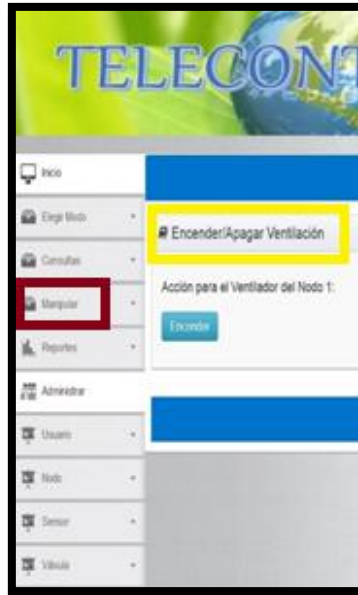 TELECONT
Inicio
Elegir Modo
Consultas
Manipular
Reportes
Administrar
Usuario
Nodo
Sensor
Válvula
Encender/Apagar Ventilación
Acción para el Ventilador del Nodo 1:
Encender